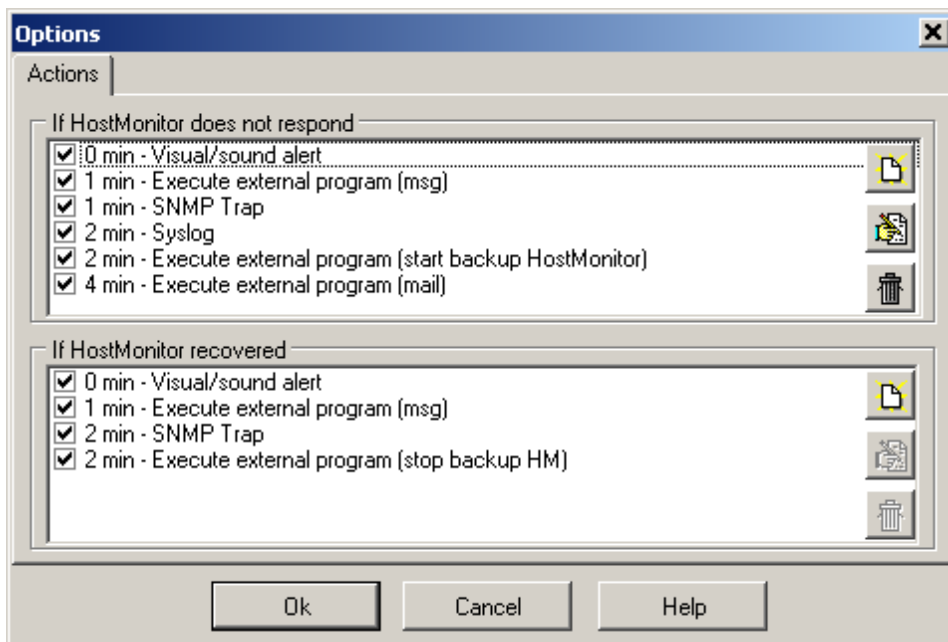 Options
Actions
If HostMonitor does not respond
0 min - Visual/sound alert
1 min - Execute external program (msg)
1 min - SNMP Trap
2 min - Syslog
2 min - Execute external program (start backup HostMonitor)
4 min - Execute external program (mail)
If HostMonitor recovered
0 min - Visual/sound alert
1 min - Execute external program (msg)
2 min - SNMP Trap
2 min - Execute external program (stop backup HM)
Ok
Cancel
Help